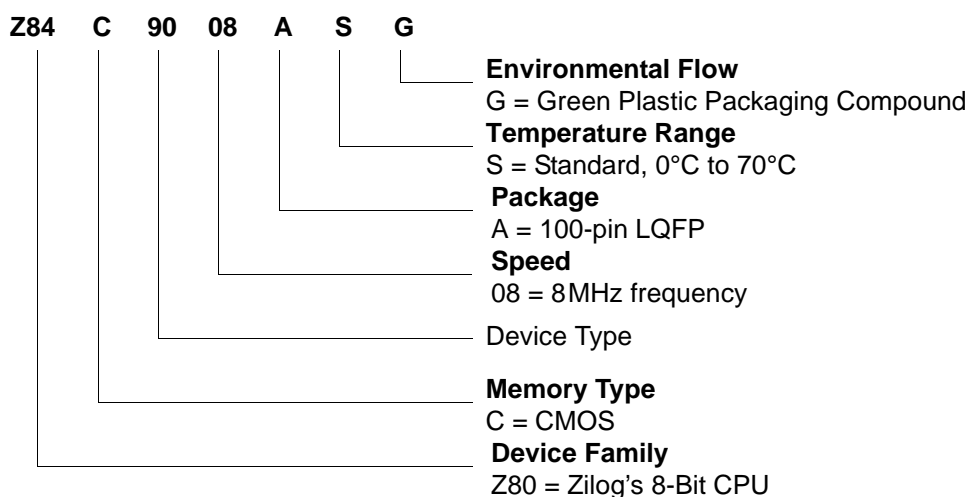 Z84 C 90 08 A S G
Environmental Flow
G = Green Plastic Packaging Compound
Temperature Range
S = Standard, 0°C to 70°C
Package
A = 100-pin LQFP
Speed
08 = 8MHz frequency
Device Type
Memory Type
C = CMOS
Device Family
Z80 = Zilog's 8-Bit CPU